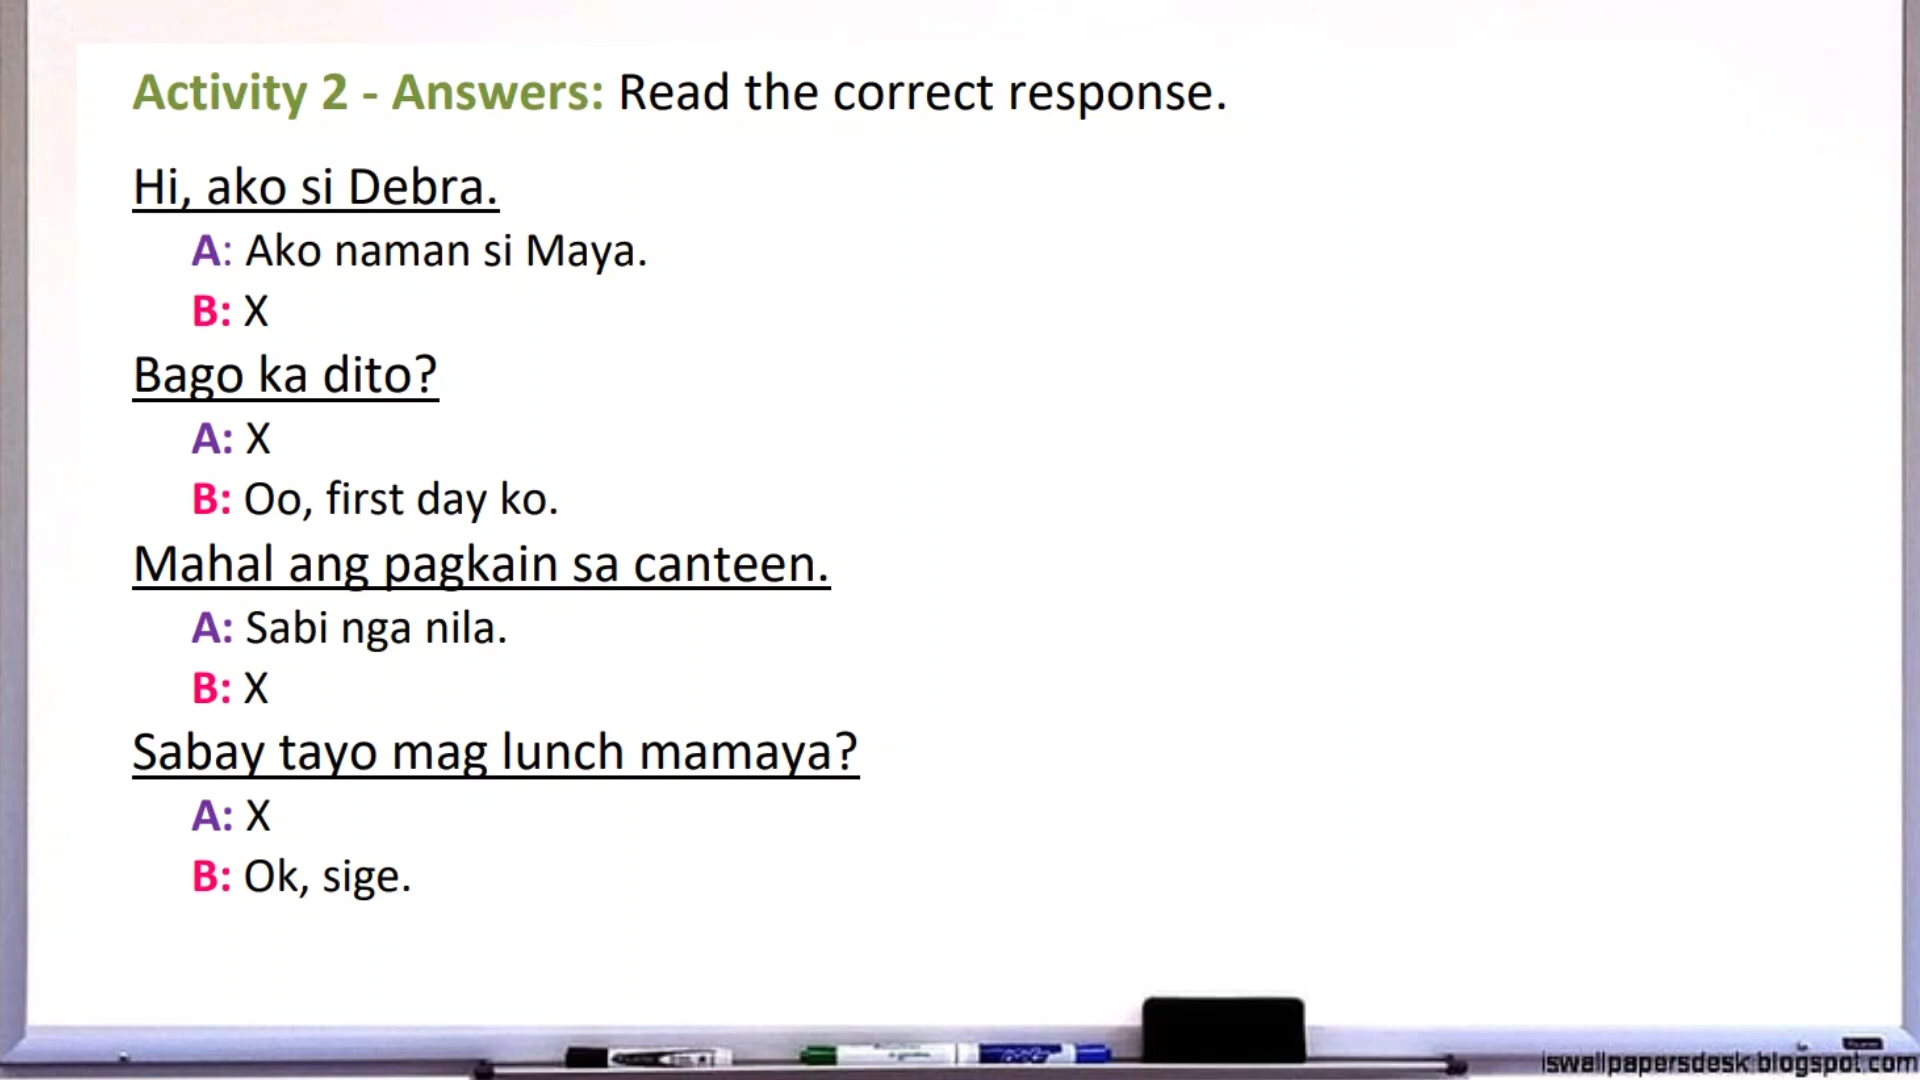 Activity 2 - Answers: Read the correct response.
Hi, ako si Debra.
A: Ako naman si Maya.
B: X
Bago ka dito?
A: X
B: Oo, first day ko.
Mahal ang pagkain sa canteen.
A: Sabi nga nila.
B: X
Sabay tayo mag lunch mamaya?
A: X
B: Ok, sige.
iswallpapersdesk.blogspot.com